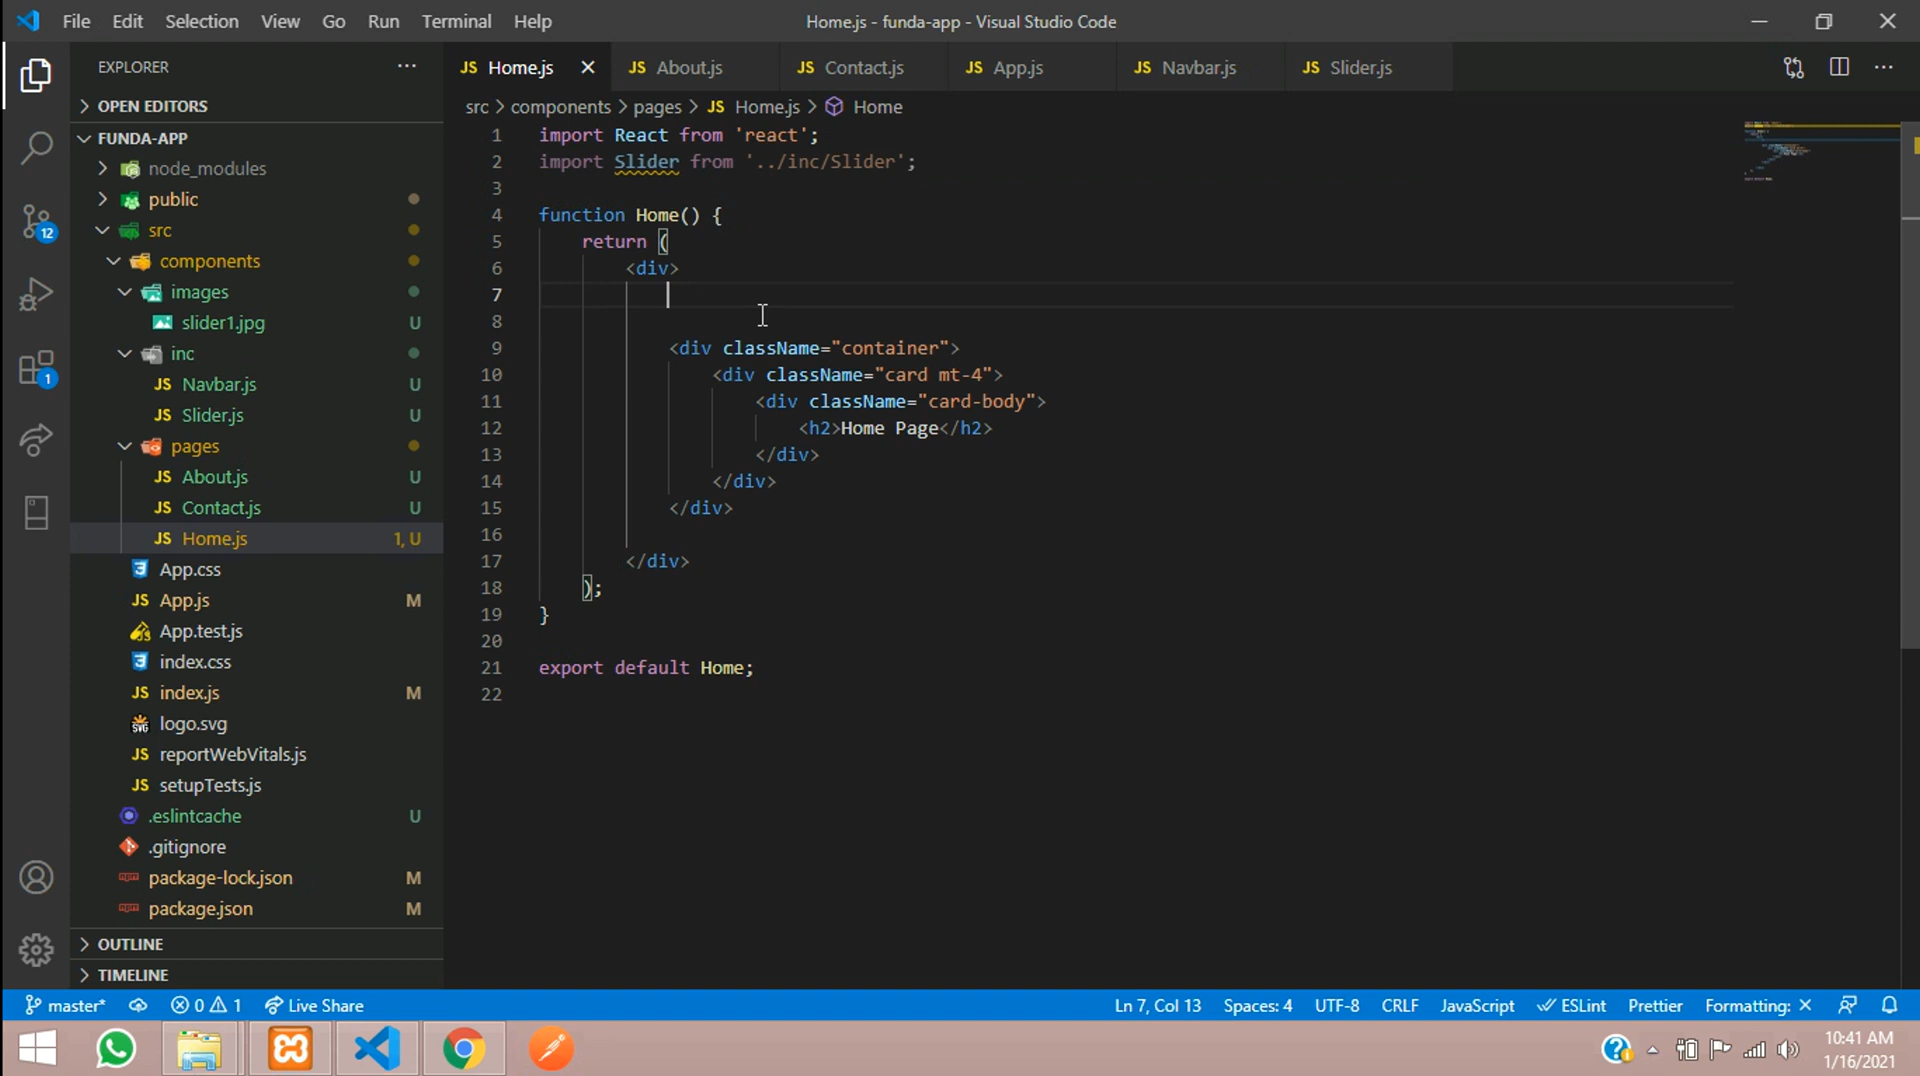 File Edit Selection View Go Run Terminal Help
Home.js - funda-app - Visual Studio Code
EXPLORER
OPEN EDITORS
FUNDA-APP
node_modules
public
src
components
images
slider1.jpg U
inc
JS Navbar.js U
JS Slider.js U
pages
JS About.js U
JS Contact.js U
JS Home.js 1, U
App.css
JS App.js M
App.test.js
index.css
JS index.js M
logo.svg
JS reportWebVitals.js
JS setupTests.js
.eslintcache U
.gitignore
package-lock.json M
package.json M
OUTLINE
TIMELINE
12
1
JS Home.js JS About.js JS Contact.js JS App.js JS Navbar.js JS Slider.js
src > components > pages > JS Home.js > Home
1 import React from 'react';
2 import Slider from '../inc/Slider';
3
4 function Home() {
5 return (
6 <div>
7
8
9 <div className="container">
10 <div className="card mt-4">
11 <div className="card-body">
12 <h2>Home Page</h2>
13 </div>
14 </div>
15 </div>
16
17 </div>
18 );
19 }
20
21 export default Home;
22
master* 0 1 Live Share
Ln 7, Col 13 Spaces: 4 UTF-8 CRLF JavaScript ESLint Prettier Formatting: ×
10:41 AM
1/16/2021